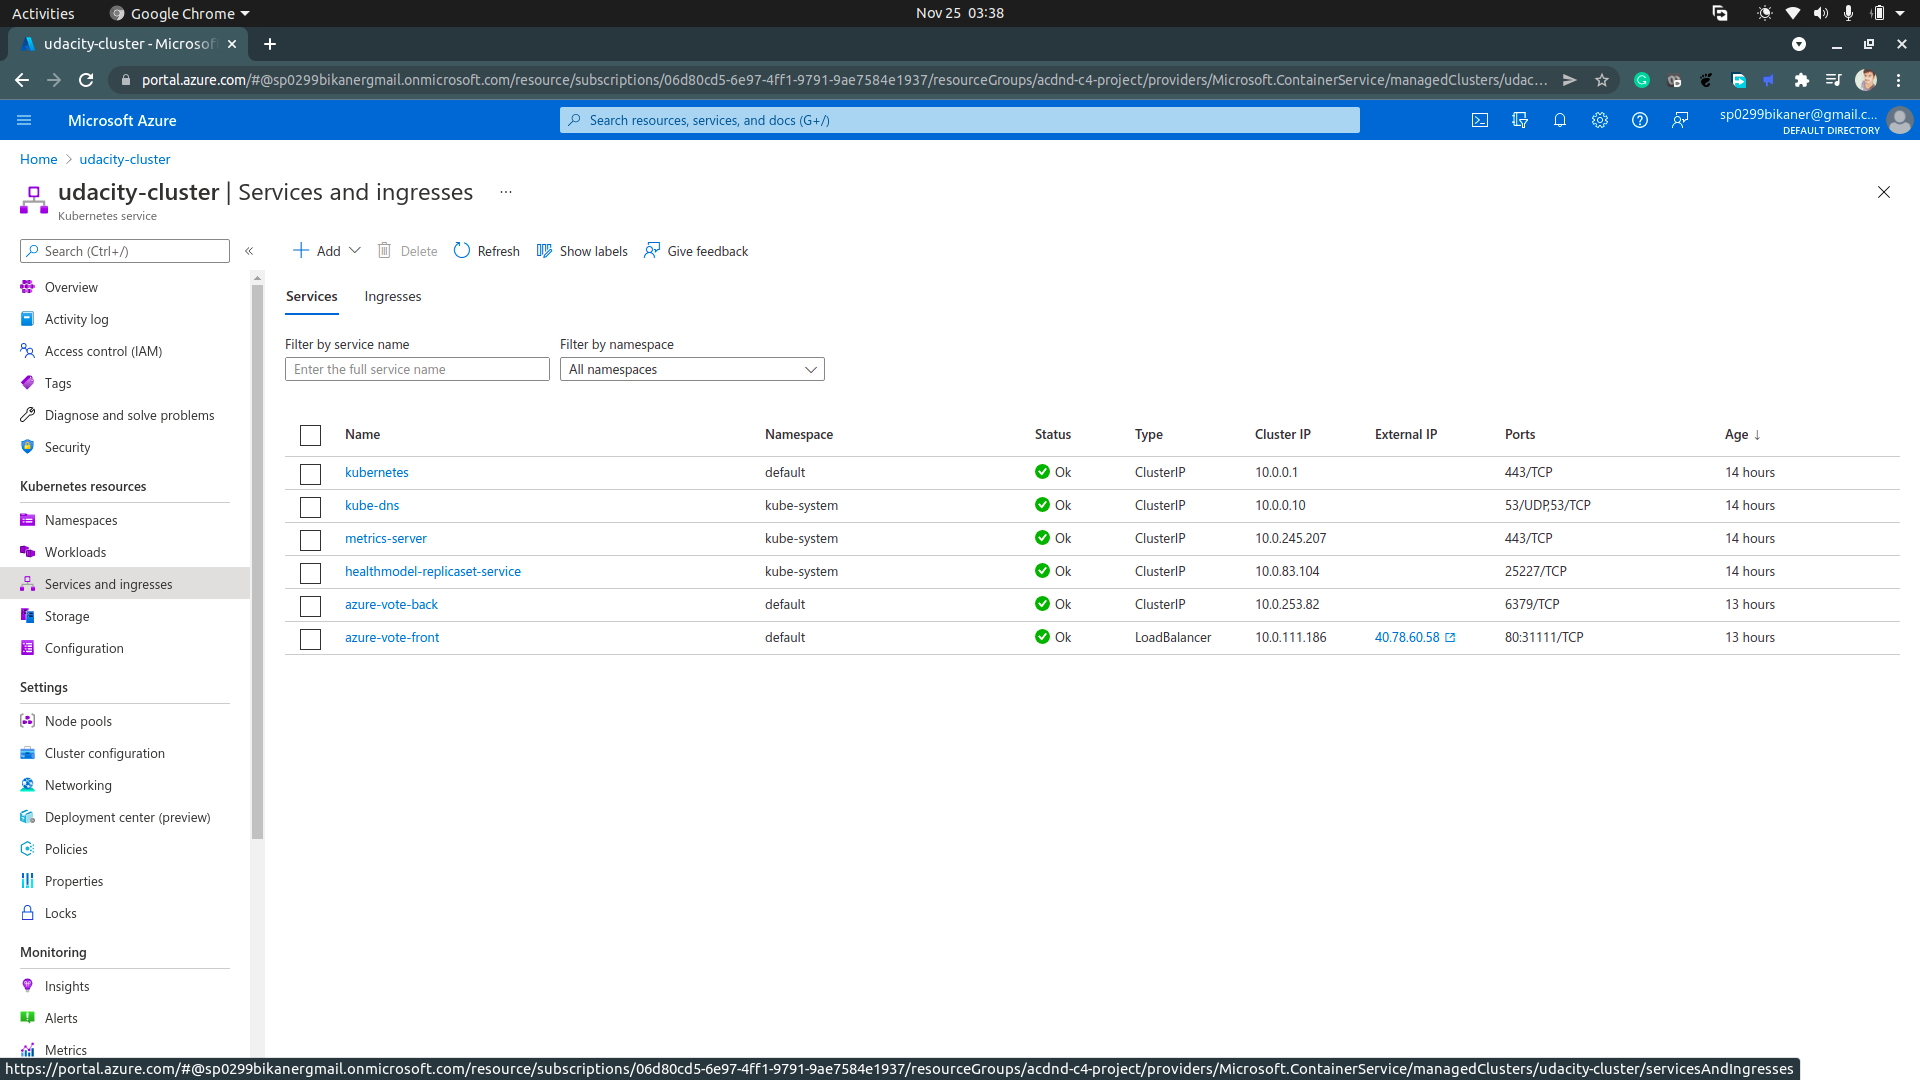 Activities
Google Chrome
Nov 25 03:38
udacity-cluster - Microsof
portal.azure.com/#@sp0299bikanergmail.onmicrosoft.com/resource/subscriptions/06d80cd5-6e97-4ff1-9791-9ae7584e1937/resourceGroups/acdnd-c4-project/providers/Microsoft.ContainerService/managedClusters/udac...
Microsoft Azure
Search resources, services, and docs (G+/)
sp0299bikaner@gmail.c...
DEFAULT DIRECTORY
Home > udacity-cluster
udacity-cluster | Services and ingresses ...
Kubernetes service
Search (Ctrl+/)
Overview
Activity log
Access control (IAM)
Tags
Diagnose and solve problems
Security
Kubernetes resources
Namespaces
Workloads
Services and ingresses
Storage
Configuration
Settings
Node pools
Cluster configuration
Networking
Deployment center (preview)
Policies
Properties
Locks
Monitoring
Insights
Alerts
Metrics
Add Delete Refresh Show labels Give feedback
Services Ingresses
Filter by service name Filter by namespace
Enter the full service name All namespaces
Name Namespace Status Type Cluster IP External IP Ports Age ↓
kubernetes default Ok ClusterIP 10.0.0.1 443/TCP 14 hours
kube-dns kube-system Ok ClusterIP 10.0.0.10 53/UDP,53/TCP 14 hours
metrics-server kube-system Ok ClusterIP 10.0.245.207 443/TCP 14 hours
healthmodel-replicaset-service kube-system Ok ClusterIP 10.0.83.104 25227/TCP 14 hours
azure-vote-back default Ok ClusterIP 10.0.253.82 6379/TCP 13 hours
azure-vote-front default Ok LoadBalancer 10.0.111.186 40.78.60.58 80:31111/TCP 13 hours
https://portal.azure.com/#@sp0299bikanergmail.onmicrosoft.com/resource/subscriptions/06d80cd5-6e97-4ff1-9791-9ae7584e1937/resourceGroups/acdnd-c4-project/providers/Microsoft.ContainerService/managedClusters/udacity-cluster/servicesAndIngresses